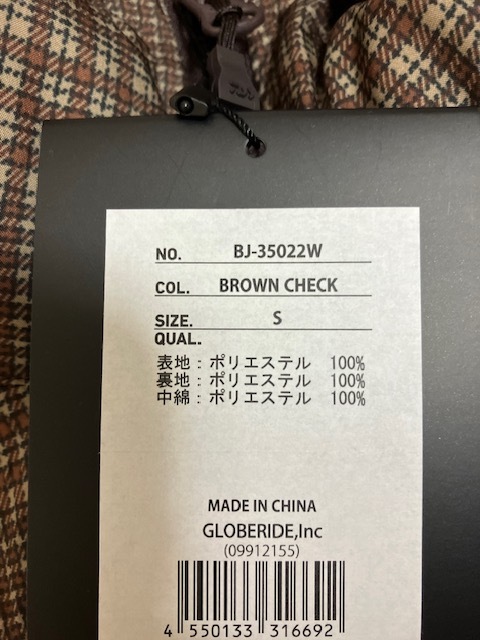 NO. BJ-35022W
COL. BROWN CHECK
SIZE. S
QUAL.
表地：ポリエステル 100%
裏地：ポリエステル 100%
中綿：ポリエステル 100%
MADE IN CHINA
GLOBERIDE,Inc
(09912155)
4 550133 316692